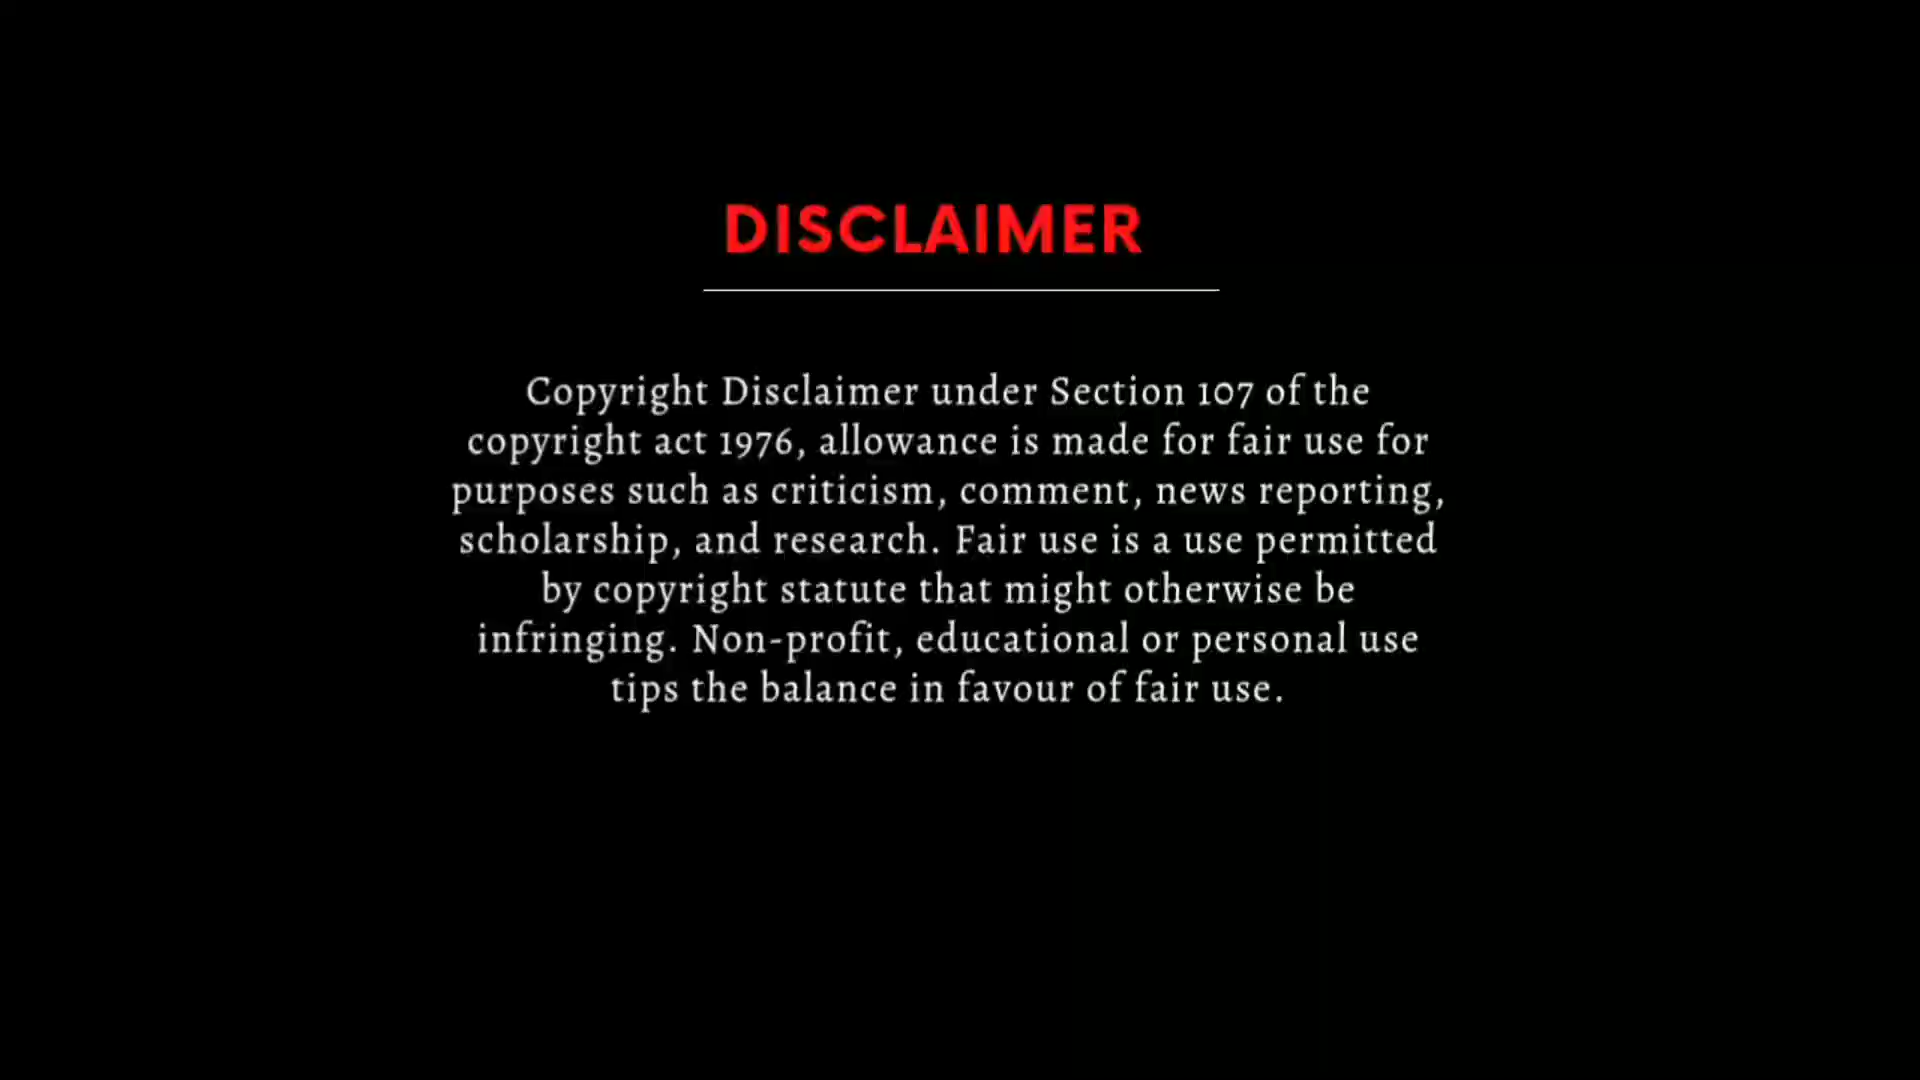 DISCLAIMER
Copyright Disclaimer under Section 107 of the
copyright act 1976, allowance is made for fair use for
purposes such as criticism, comment, news reporting,
scholarship, and research. Fair use is a use permitted
by copyright statute that might otherwise be
infringing. Non-profit, educational or personal use
tips the balance in favour of fair use.